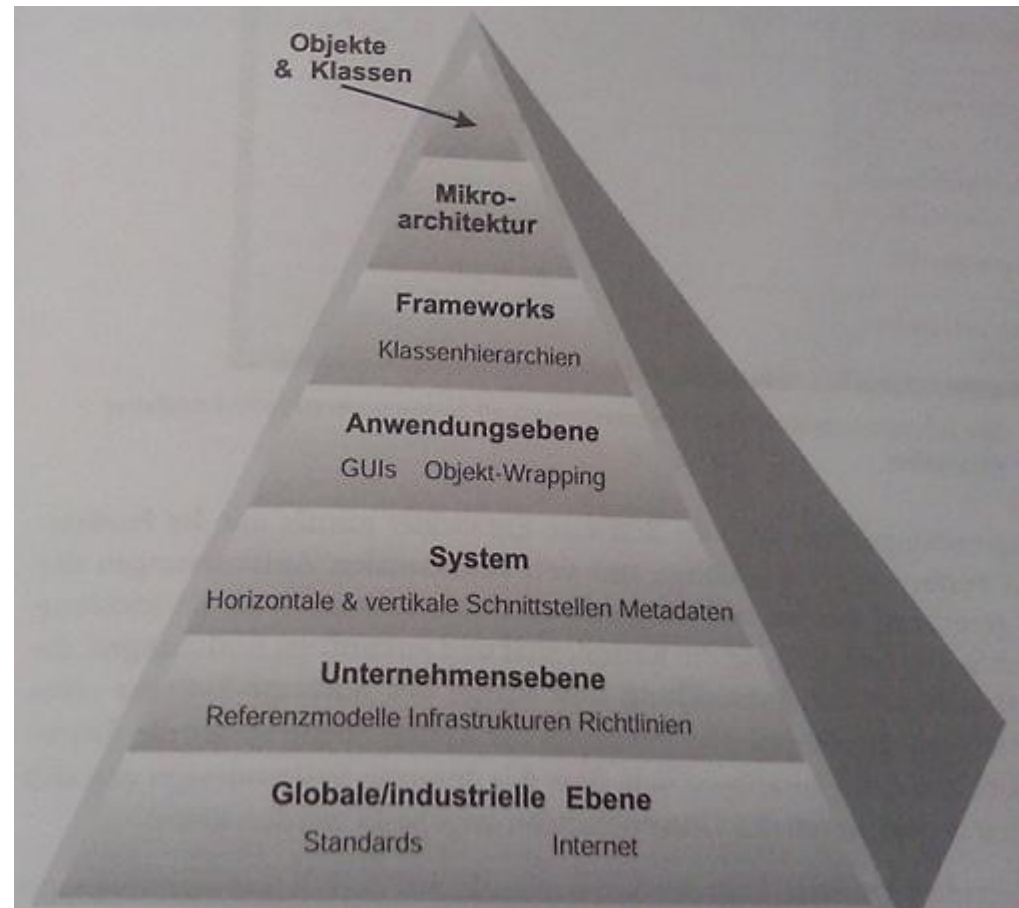 Objekte
& Klassen
Mikro-
architektur
Frameworks
Klassenhierarchien
Anwendungsebene
GUIs Objekt-Wrapping
System
Horizontale & vertikale Schnittstellen Metadaten
Unternehmensebene
Referenzmodelle Infrastrukturen Richtlinien
Globale/industrielle Ebene
Standards Internet